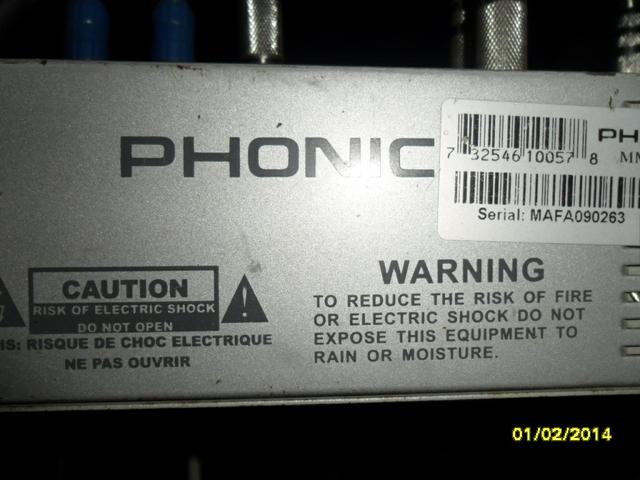 PHONIC
7 32546 10057 8
Serial: MAFA090263
CAUTION
RISK OF ELECTRIC SHOCK
DO NOT OPEN
RISQUE DE CHOC ELECTRIQUE
NE PAS OUVRIR
WARNING
TO REDUCE THE RISK OF FIRE
OR ELECTRIC SHOCK DO NOT
EXPOSE THIS EQUIPMENT TO
RAIN OR MOISTURE.
01/02/2014